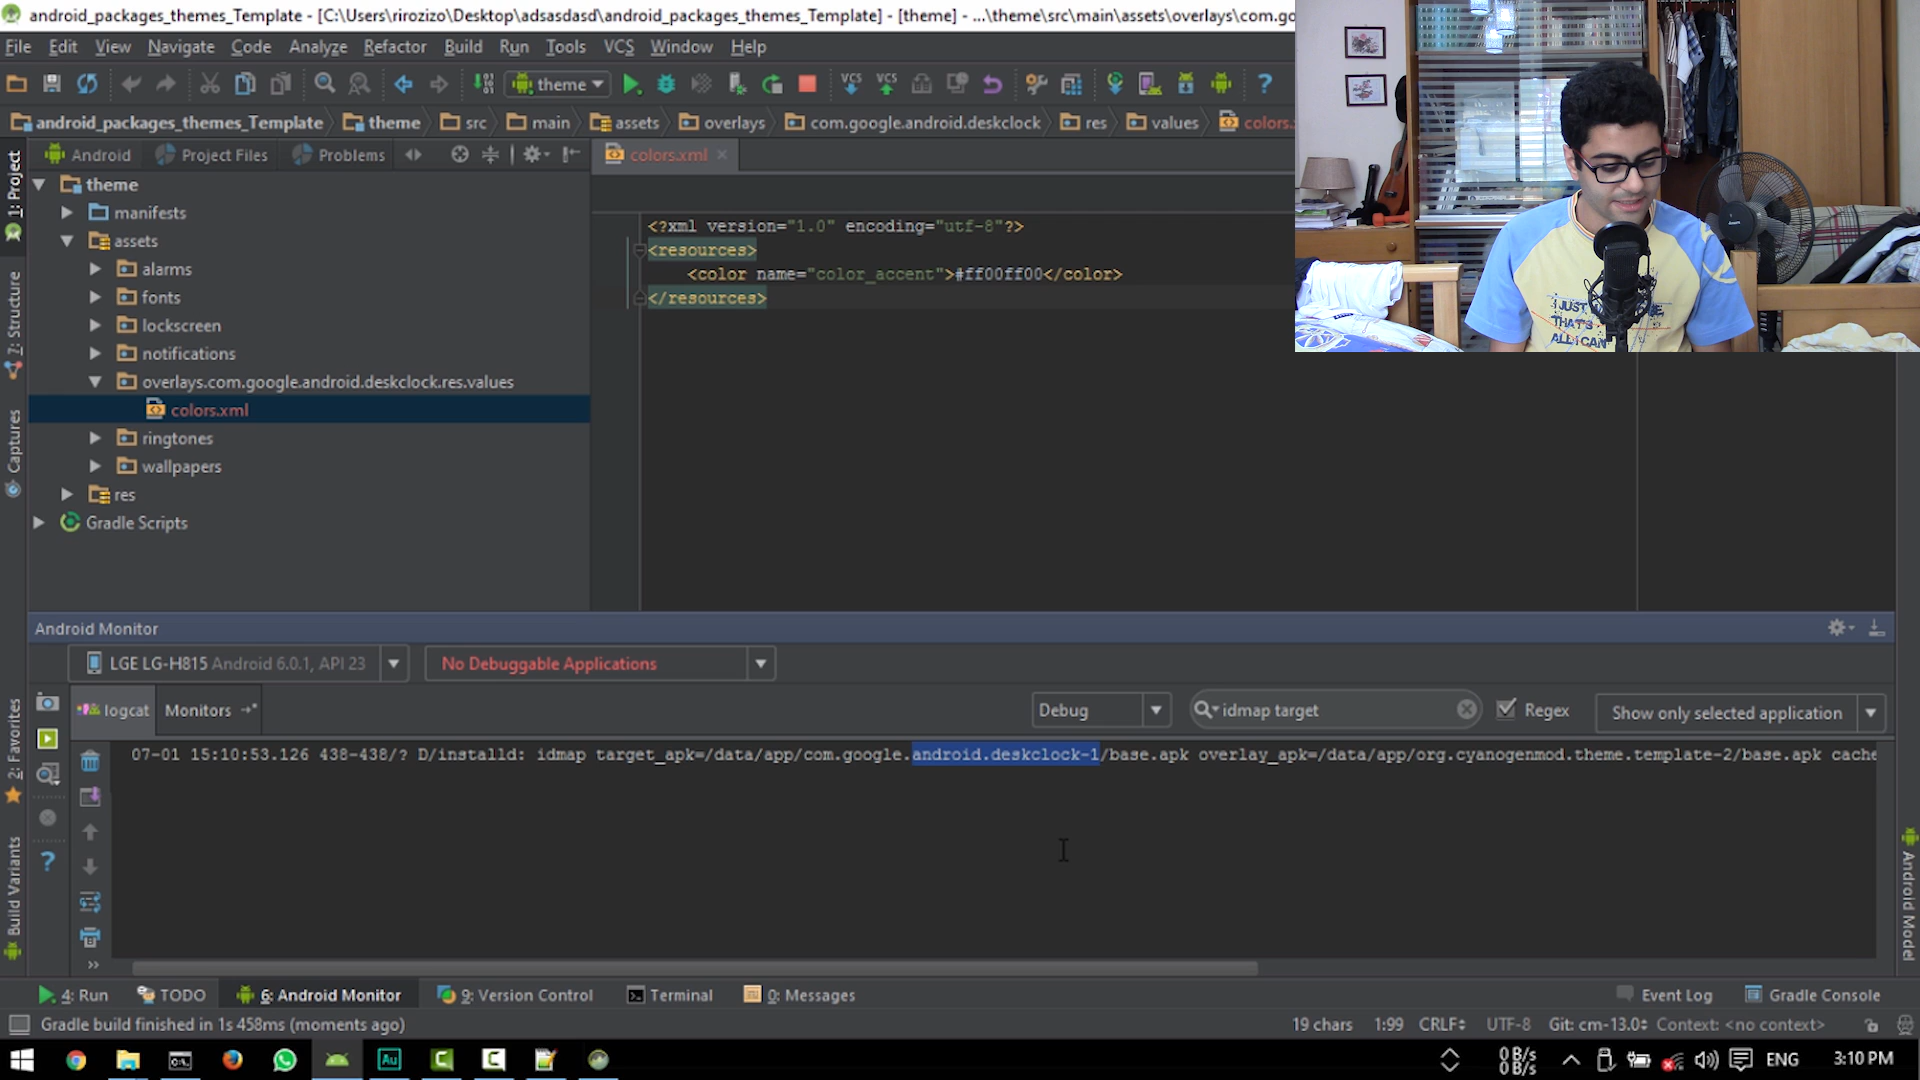 android_packages_themes_Template - [C:\Users\rirozizo\Desktop\adsasdasd\android_packages_themes_Template] - [theme] - ...\theme\src\main\assets\overlays\com.go
File Edit View Navigate Code Analyze Refactor Build Run Tools VCS Window Help
theme VCS VCS ?
android_packages_themes_Template theme src main assets overlays com.google.android.deskclock res values colors.
Android Project Files Problems colors.xml
1: Project
7: Structure
Captures
2: Favorites
Build Variants
theme
manifests
assets
alarms
fonts
lockscreen
notifications
overlays.com.google.android.deskclock.res.values
colors.xml
ringtones
wallpapers
res
Gradle Scripts
<?xml version="1.0" encoding="utf-8"?>
<resources>
<color name="color_accent">#ff00ff00</color>
</resources>
I JUST
THAT'S
ALL I CAN
Android Monitor
LGE LG-H815 Android 6.0.1, API 23 No Debuggable Applications
logcat Monitors Debug idmap target Regex Show only selected application
07-01 15:10:53.126 438-438/? D/installd: idmap target_apk=/data/app/com.google.android.deskclock-1/base.apk overlay_apk=/data/app/org.cyanogenmod.theme.template-2/base.apk cache
Android Model
4: Run TODO 6: Android Monitor 9: Version Control Terminal 0: Messages Event Log Gradle Console
Gradle build finished in 1s 458ms (moments ago) 19 chars 1:99 CRLF UTF-8 Git: cm-13.0 Context: <no context>
Au C C 0 B/s
0 B/s ENG 3:10 PM